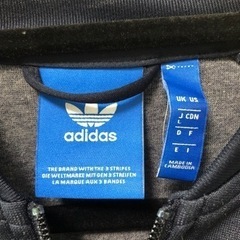 adidas
THE BRAND WITH THE 3 STRIPES
DIE WELTMARKE MIT DEN 3 STREIFEN
LA MARQUE AUX 3 BANDES
UK US
J CDN
L
D F
E I
MADE IN
CAMBODIA